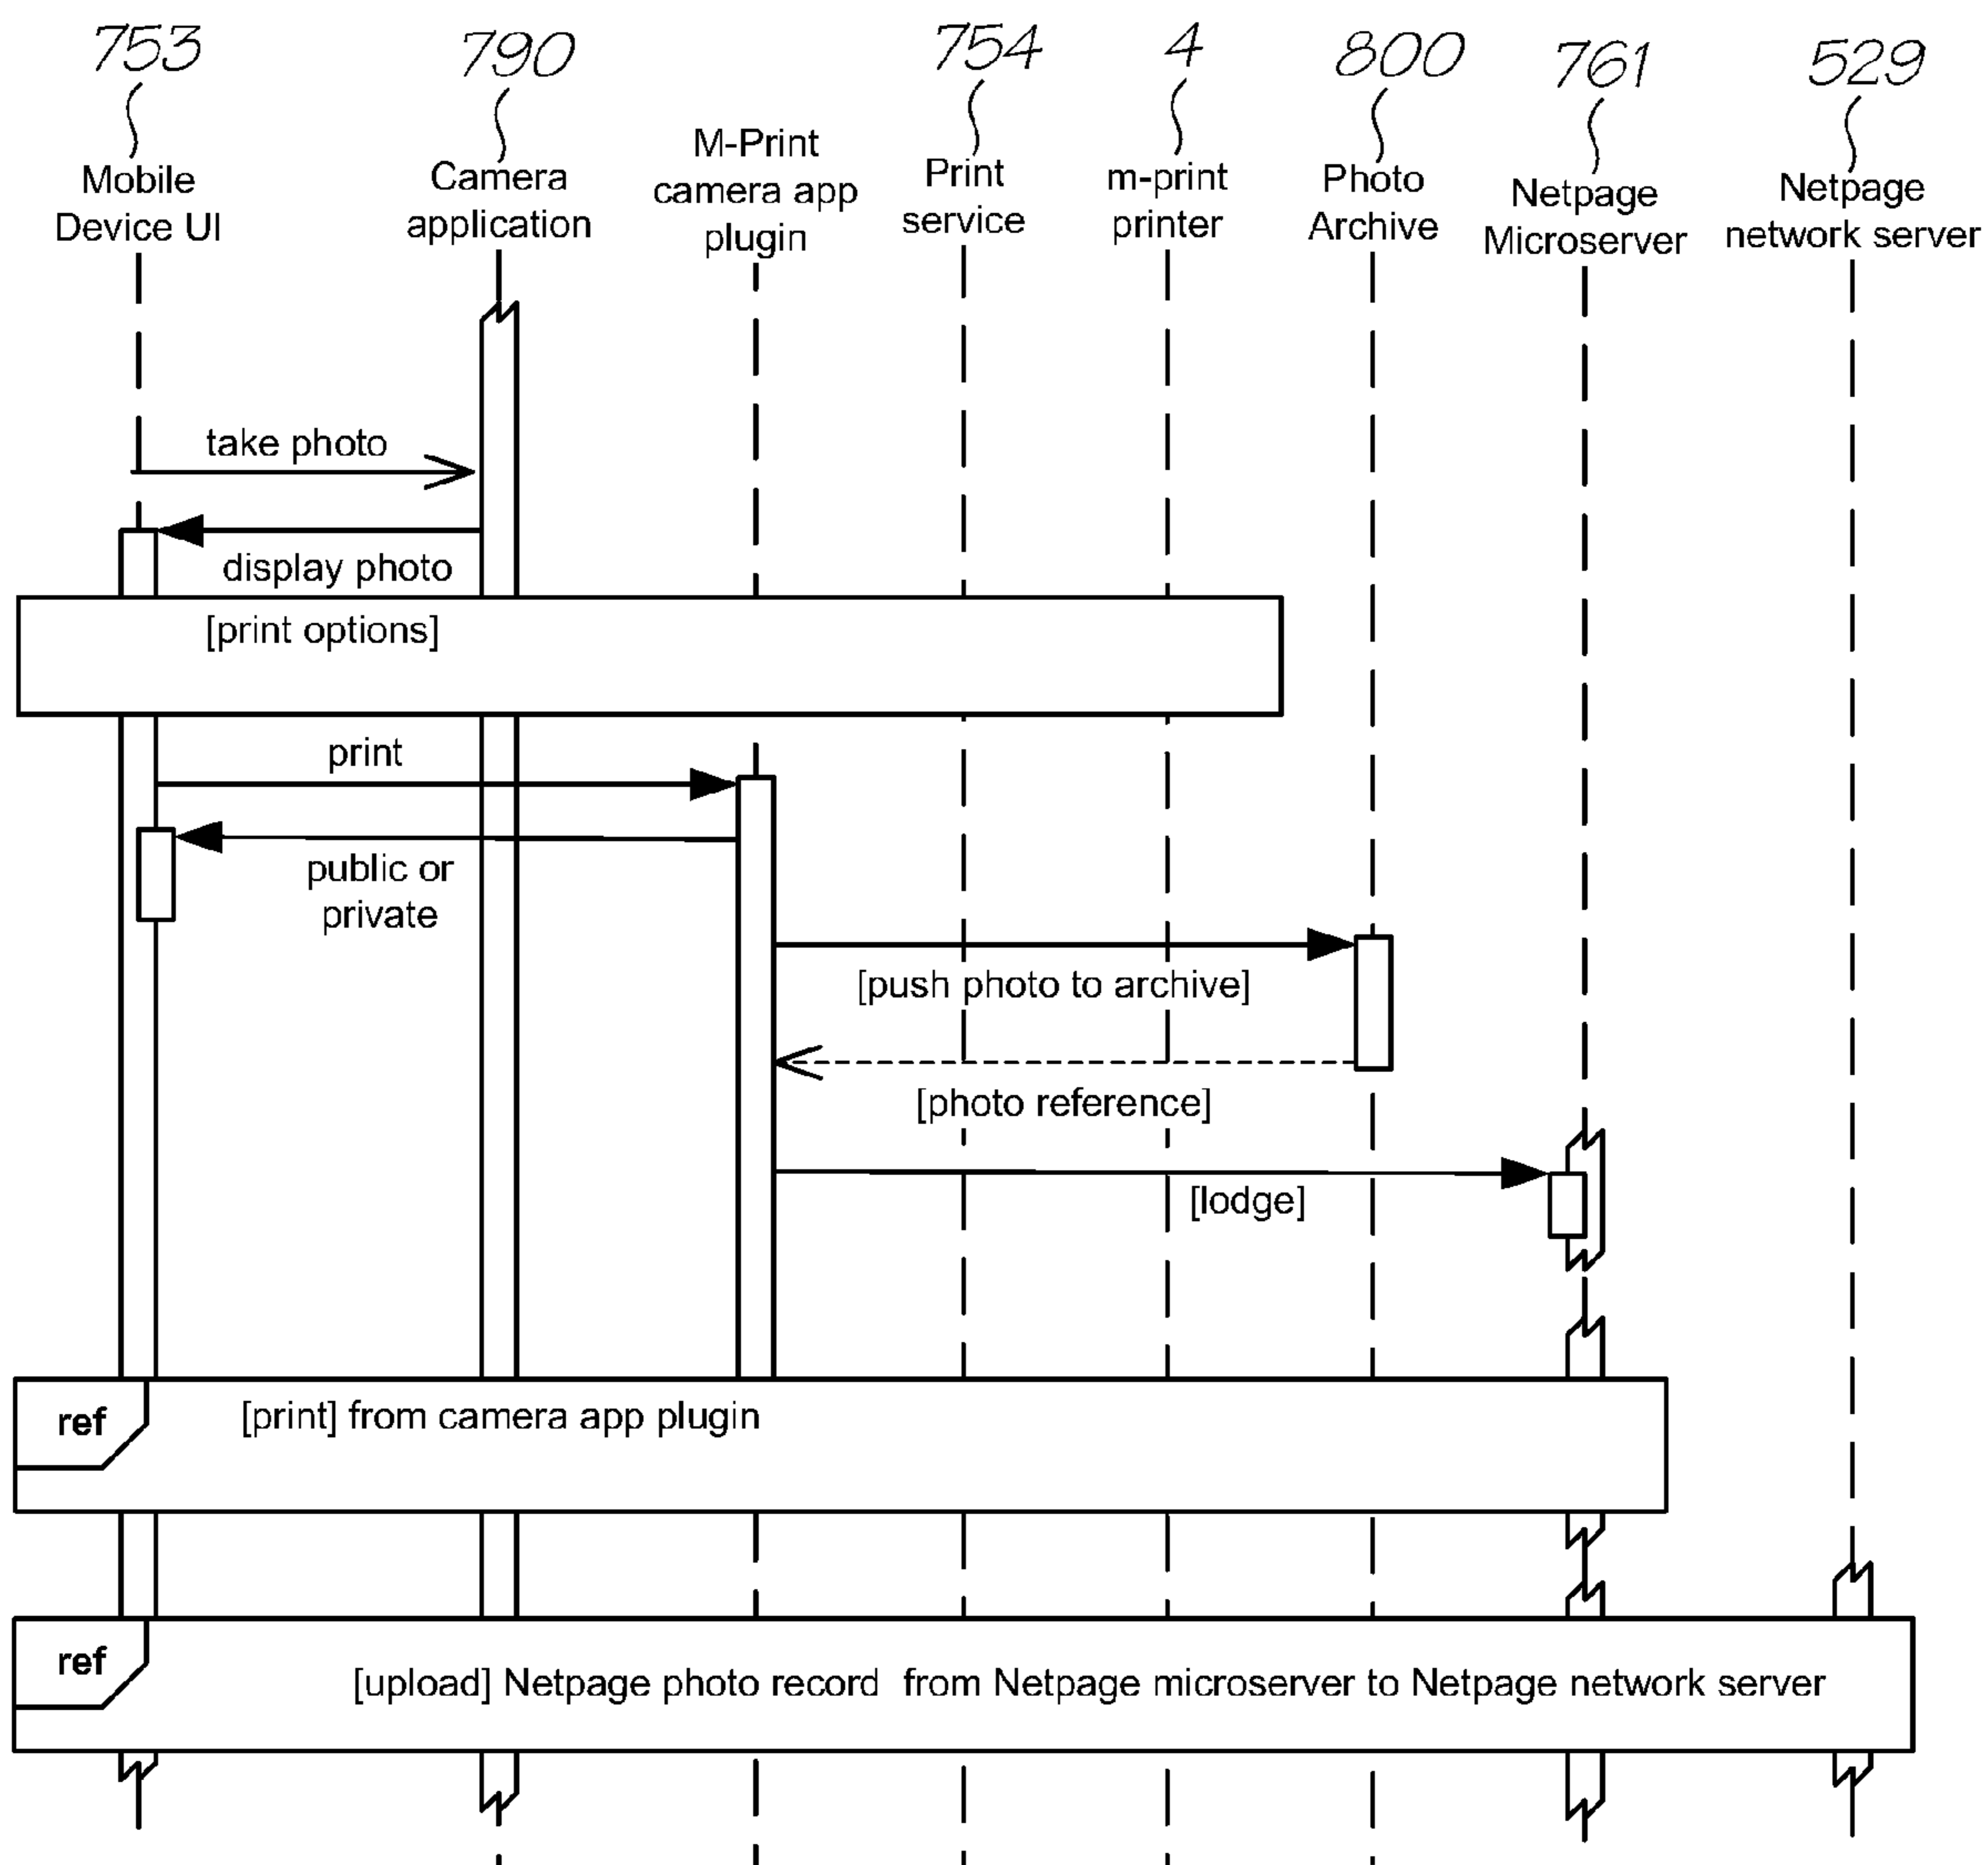 753
790
754
4
800
761
529
Mobile
Device UI
Camera
application
M-Print
camera app
plugin
Print
service
m-print
printer
Photo
Archive
Netpage
Microserver
Netpage
network server
take photo
display photo
[print options]
print
public or
private
[push photo to archive]
[photo reference]
[lodge]
ref
[print] from camera app plugin
ref
[upload] Netpage photo record from Netpage microserver to Netpage network server